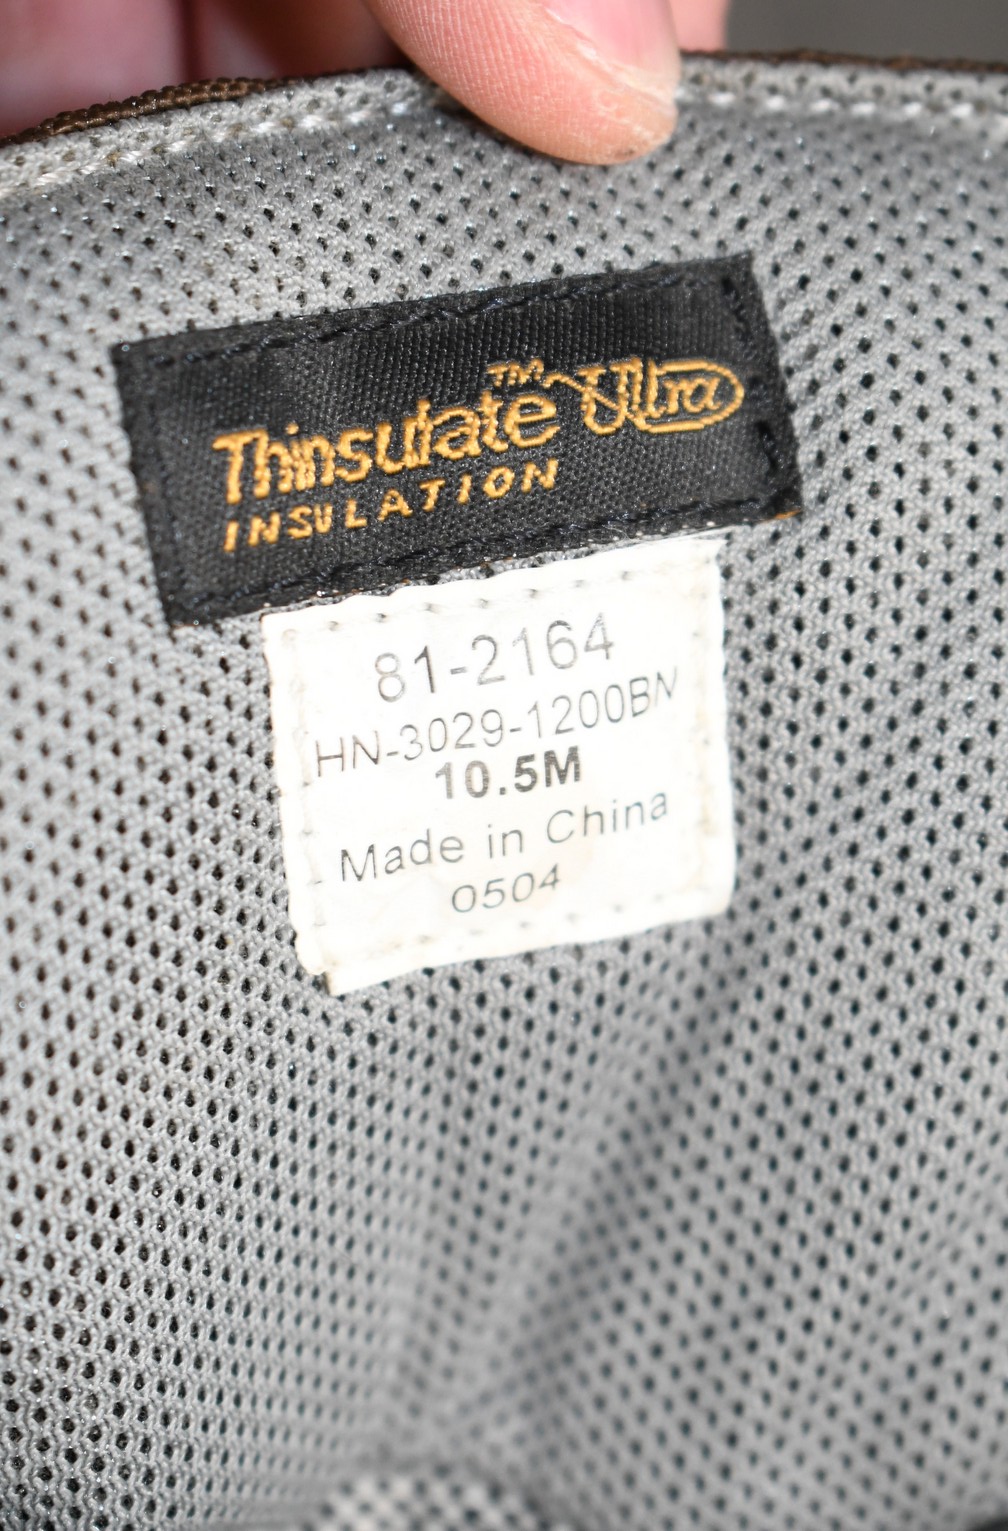 Thinsulate™ Ultra
INSULATION
81-2164
HN-3029-1200BN
10.5M
Made in China
0504